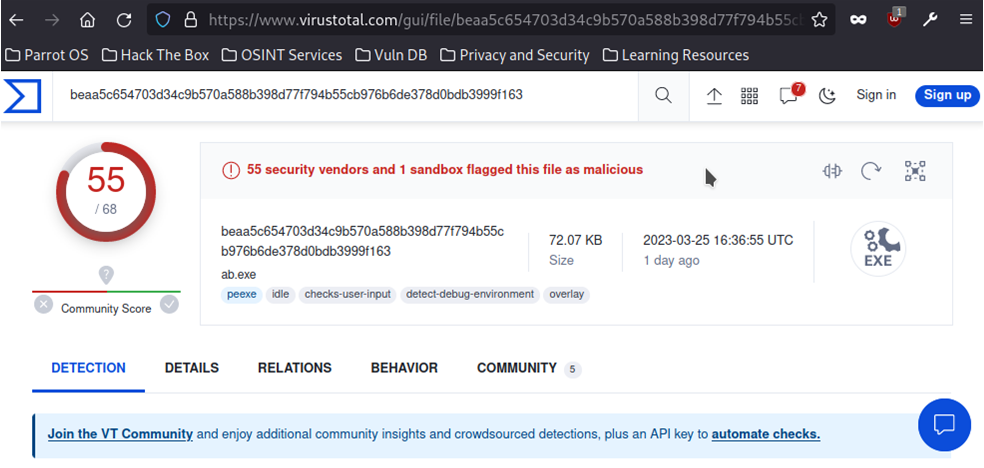 https://www.virustotal.com/gui/file/beaa5c654703d34c9b570a588b398d77f794b55cb
1
Parrot OS Hack The Box OSINT Services Vuln DB Privacy and Security Learning Resources
beaa5c654703d34c9b570a588b398d77f794b55cb976b6de378d0bdb3999f163
7
Sign in
Sign up
55
/ 68
?
Community Score
55 security vendors and 1 sandbox flagged this file as malicious
beaa5c654703d34c9b570a588b398d77f794b55c
b976b6de378d0bdb3999f163
ab.exe
peexe idle checks-user-input detect-debug-environment overlay
72.07 KB
Size
2023-03-25 16:36:55 UTC
1 day ago
EXE
DETECTION DETAILS RELATIONS BEHAVIOR COMMUNITY 5
Join the VT Community and enjoy additional community insights and crowdsourced detections, plus an API key to automate checks.